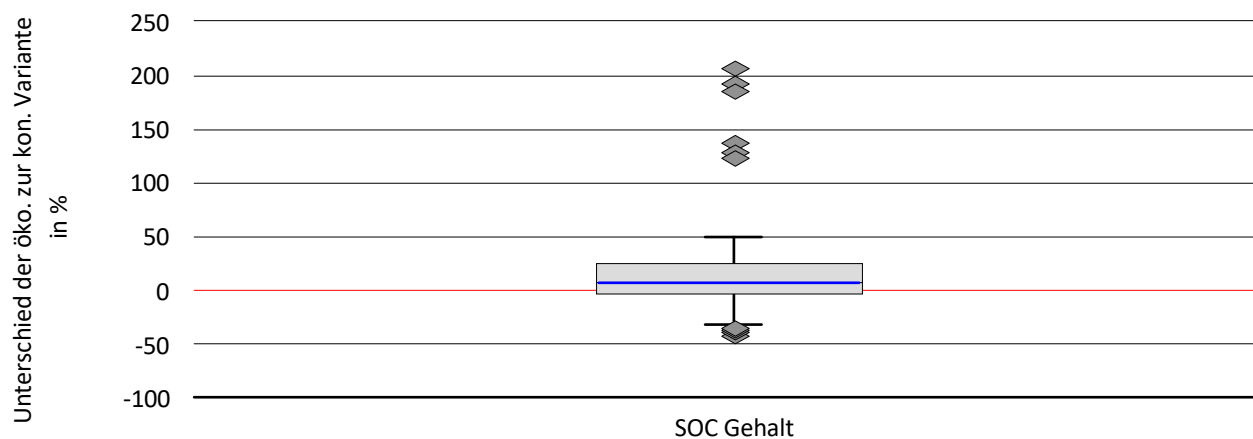 Unterschied der öko. zur kon. Variante
in %
250
200
150
100
50
0
-50
-100
SOC Gehalt